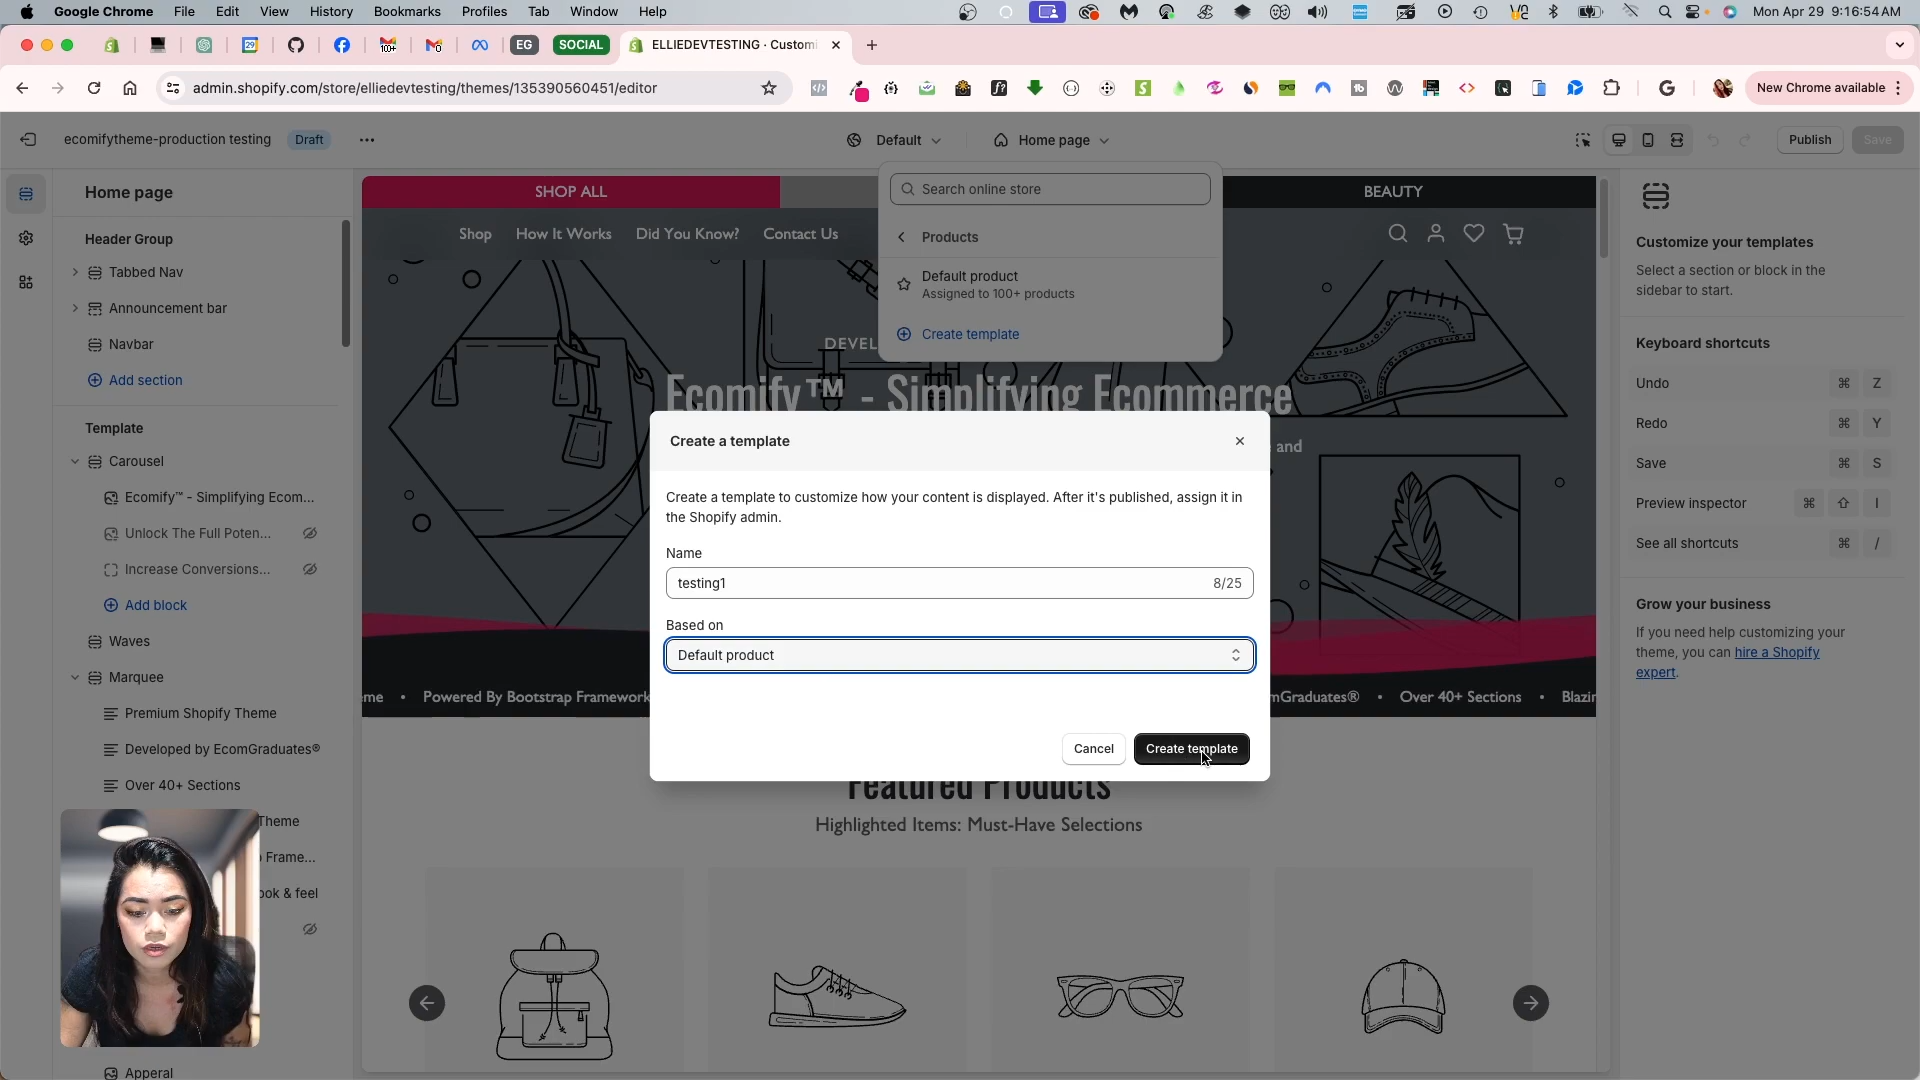 Google Chrome File Edit View History Bookmarks Profiles Tab Window Help Mon Apr 29 9:16:54 AM
EG SOCIAL ELLIEDEVTESTING · Customi
admin.shopify.com/store/elliedevtesting/themes/135390560451/editor New Chrome available
ecomifytheme-production testing Draft Default Home page Publish Save
Home page
Header Group
Tabbed Nav
Announcement bar
Navbar
Add section
Template
Carousel
Ecomify™ - Simplifying Ecom...
Unlock The Full Poten...
Increase Conversions...
Add block
Waves
Marquee
Premium Shopify Theme
Developed by EcomGraduates®
Over 40+ Sections
Theme
Frame...
ook & feel
Apperal
SHOP ALL BEAUTY
Shop How It Works Did You Know? Contact Us
Search online store
Products
Default product
Assigned to 100+ products
Create template
DEVEL
Ecomify™ - Simplifying Ecommerce
and
Create a template
Create a template to customize how your content is displayed. After it's published, assign it in
the Shopify admin.
Name
testing1 8/25
Based on
Default product
Cancel Create template
eme • Powered By Bootstrap Framework mGraduates® • Over 40+ Sections • Blazin
Featured Products
Highlighted Items: Must-Have Selections
Customize your templates
Select a section or block in the
sidebar to start.
Keyboard shortcuts
Undo ⌘ Z
Redo ⌘ Y
Save ⌘ S
Preview inspector ⌘ ⇧ I
See all shortcuts ⌘ /
Grow your business
If you need help customizing your
theme, you can hire a Shopify
expert.